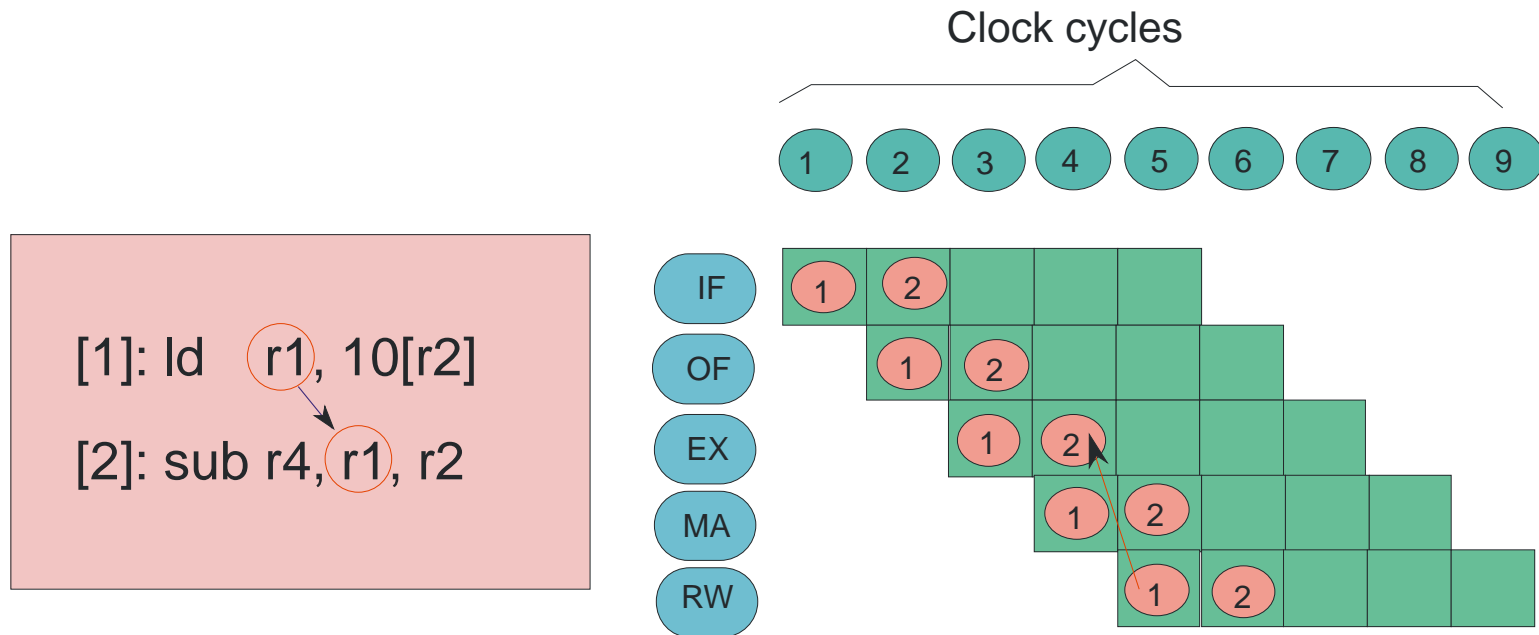 Clock cycles
1 2 3 4 5 6 7 8 9
[1]: ld r1, 10[r2]
[2]: sub r4, r1, r2
IF 1 2
OF 1 2
EX 1 2
MA 1 2
RW 1 2